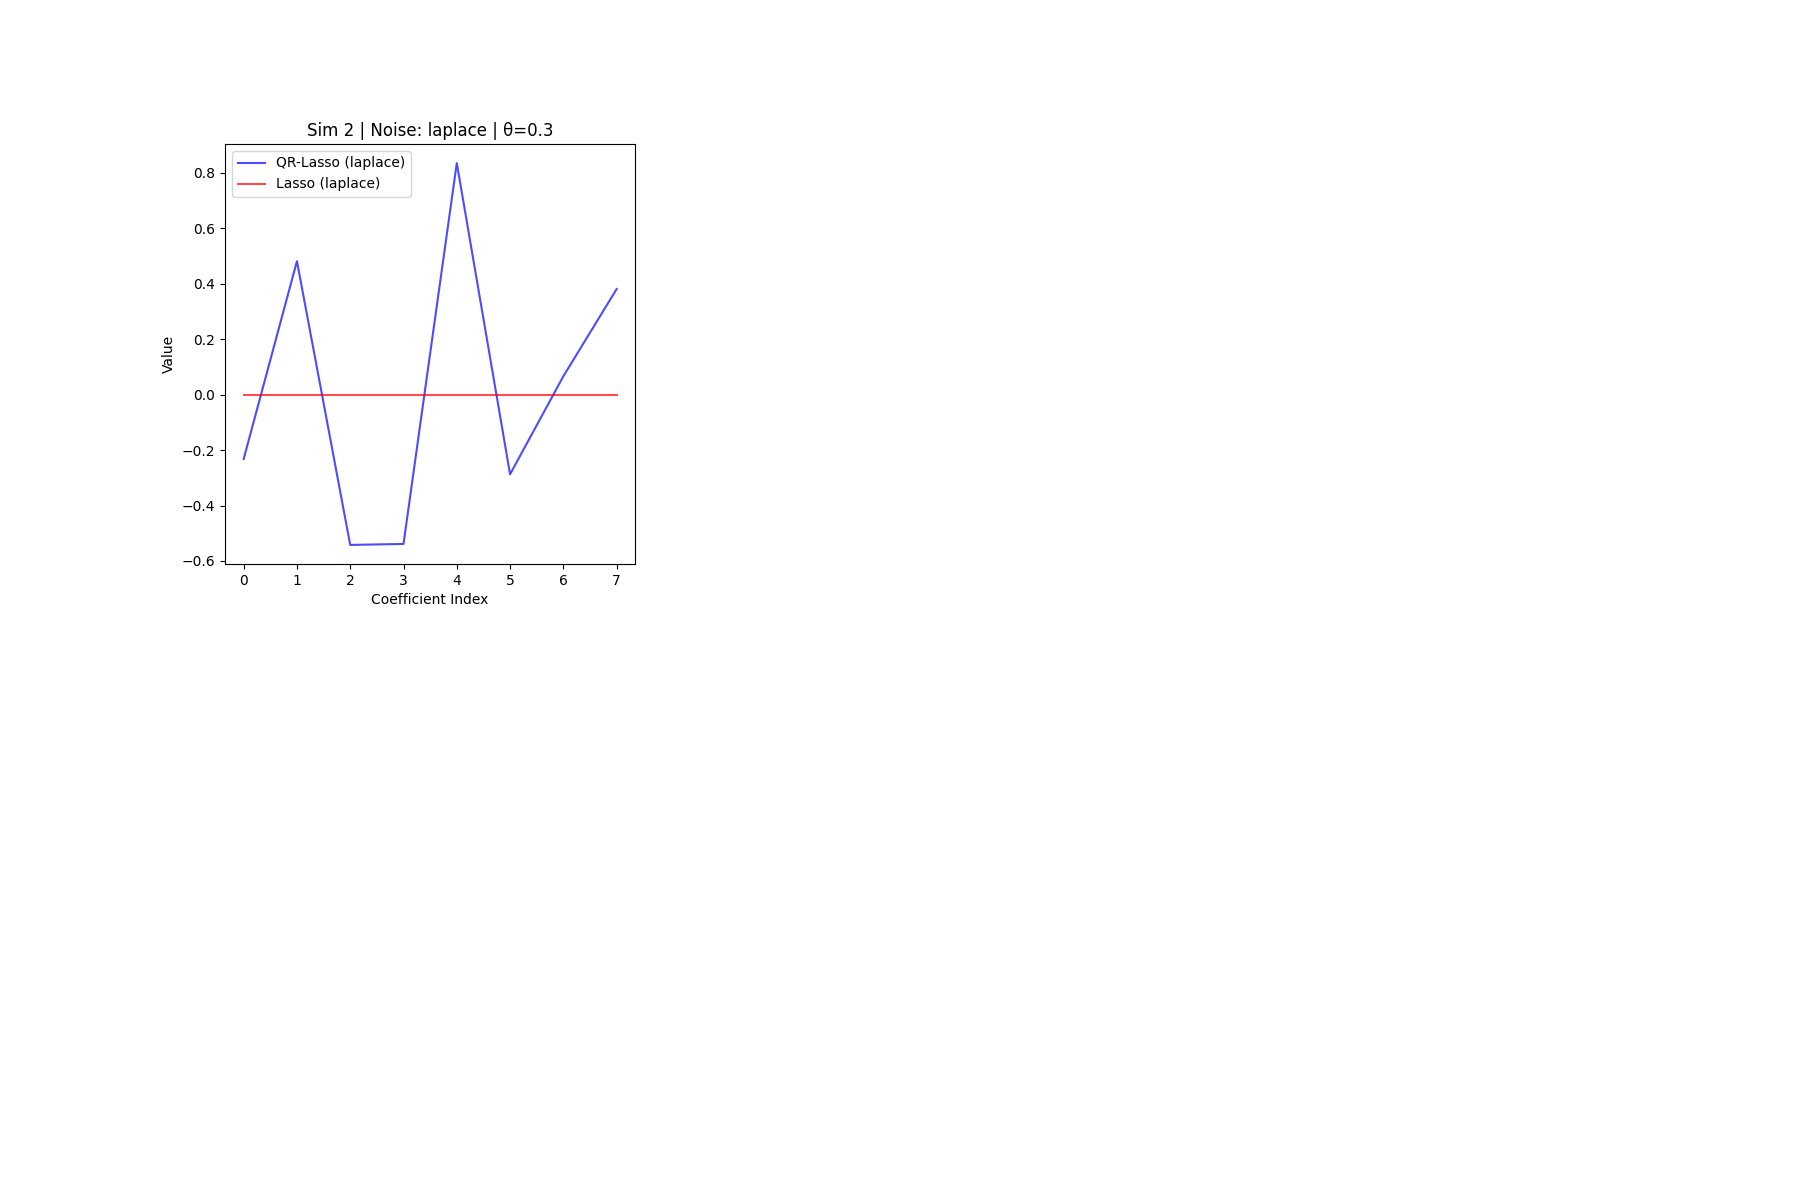 Sim 2 | Noise: laplace | θ=0.3
QR-Lasso (laplace)
Lasso (laplace)
Value
0.8
0.6
0.4
0.2
0.0
−0.2
−0.4
−0.6
0 1 2 3 4 5 6 7
Coefficient Index